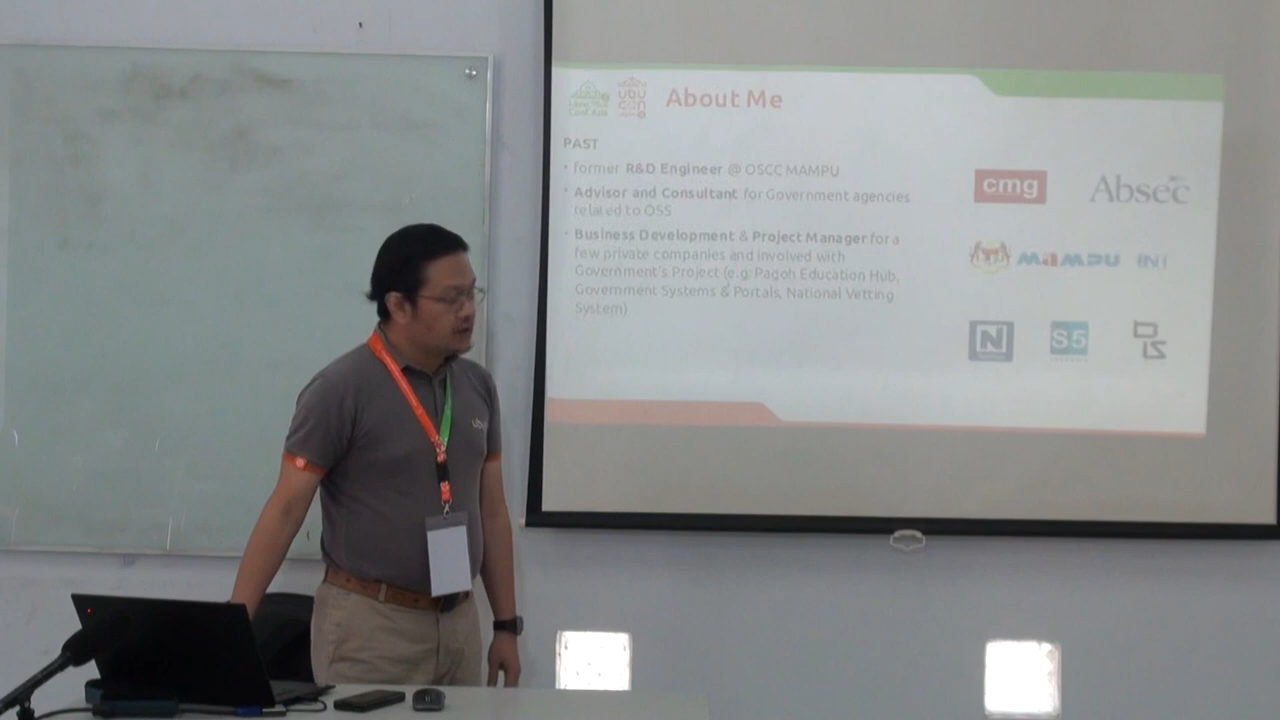 About Me
UbU
con
PAST
• former R&D Engineer @ OSCC MAMPU
• Advisor and Consultant for Government agencies
related to OSS
• Business Development & Project Manager for a
few private companies and involved with
Government's Project (e.g: Pagoh Education Hub,
Government Systems & Portals, National Vetting
System)
cmg
Absec
MAMPU
N
S5